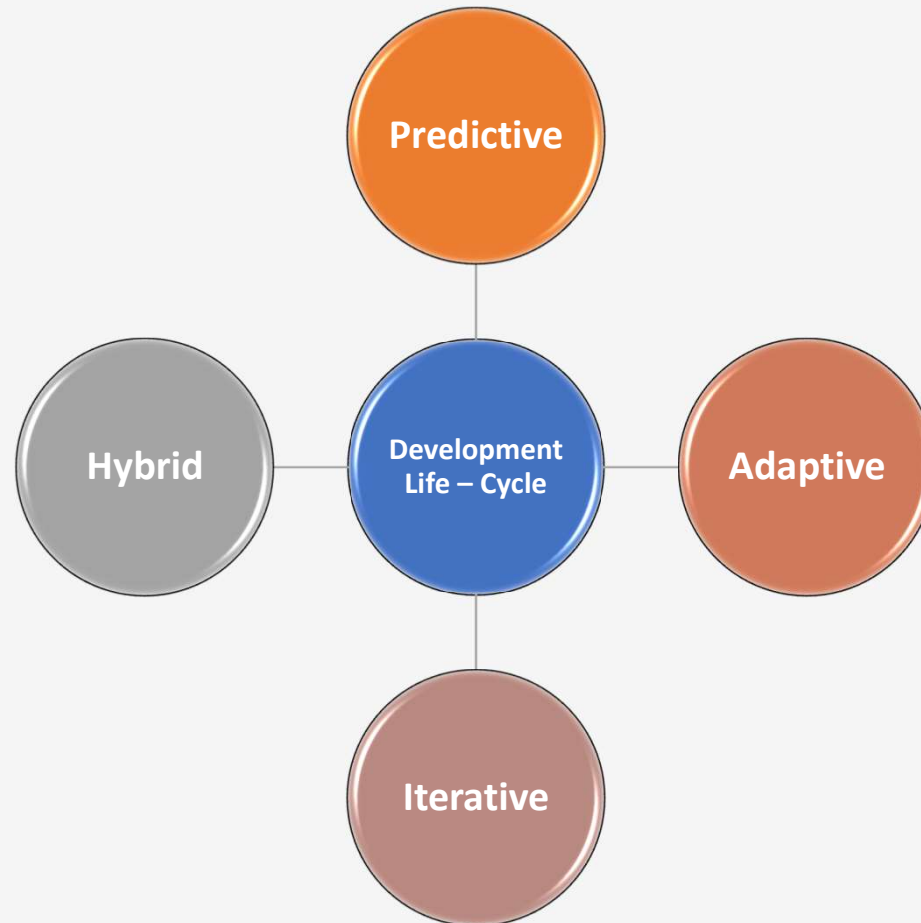 Predictive
Hybrid
Development
Life – Cycle
Adaptive
Iterative